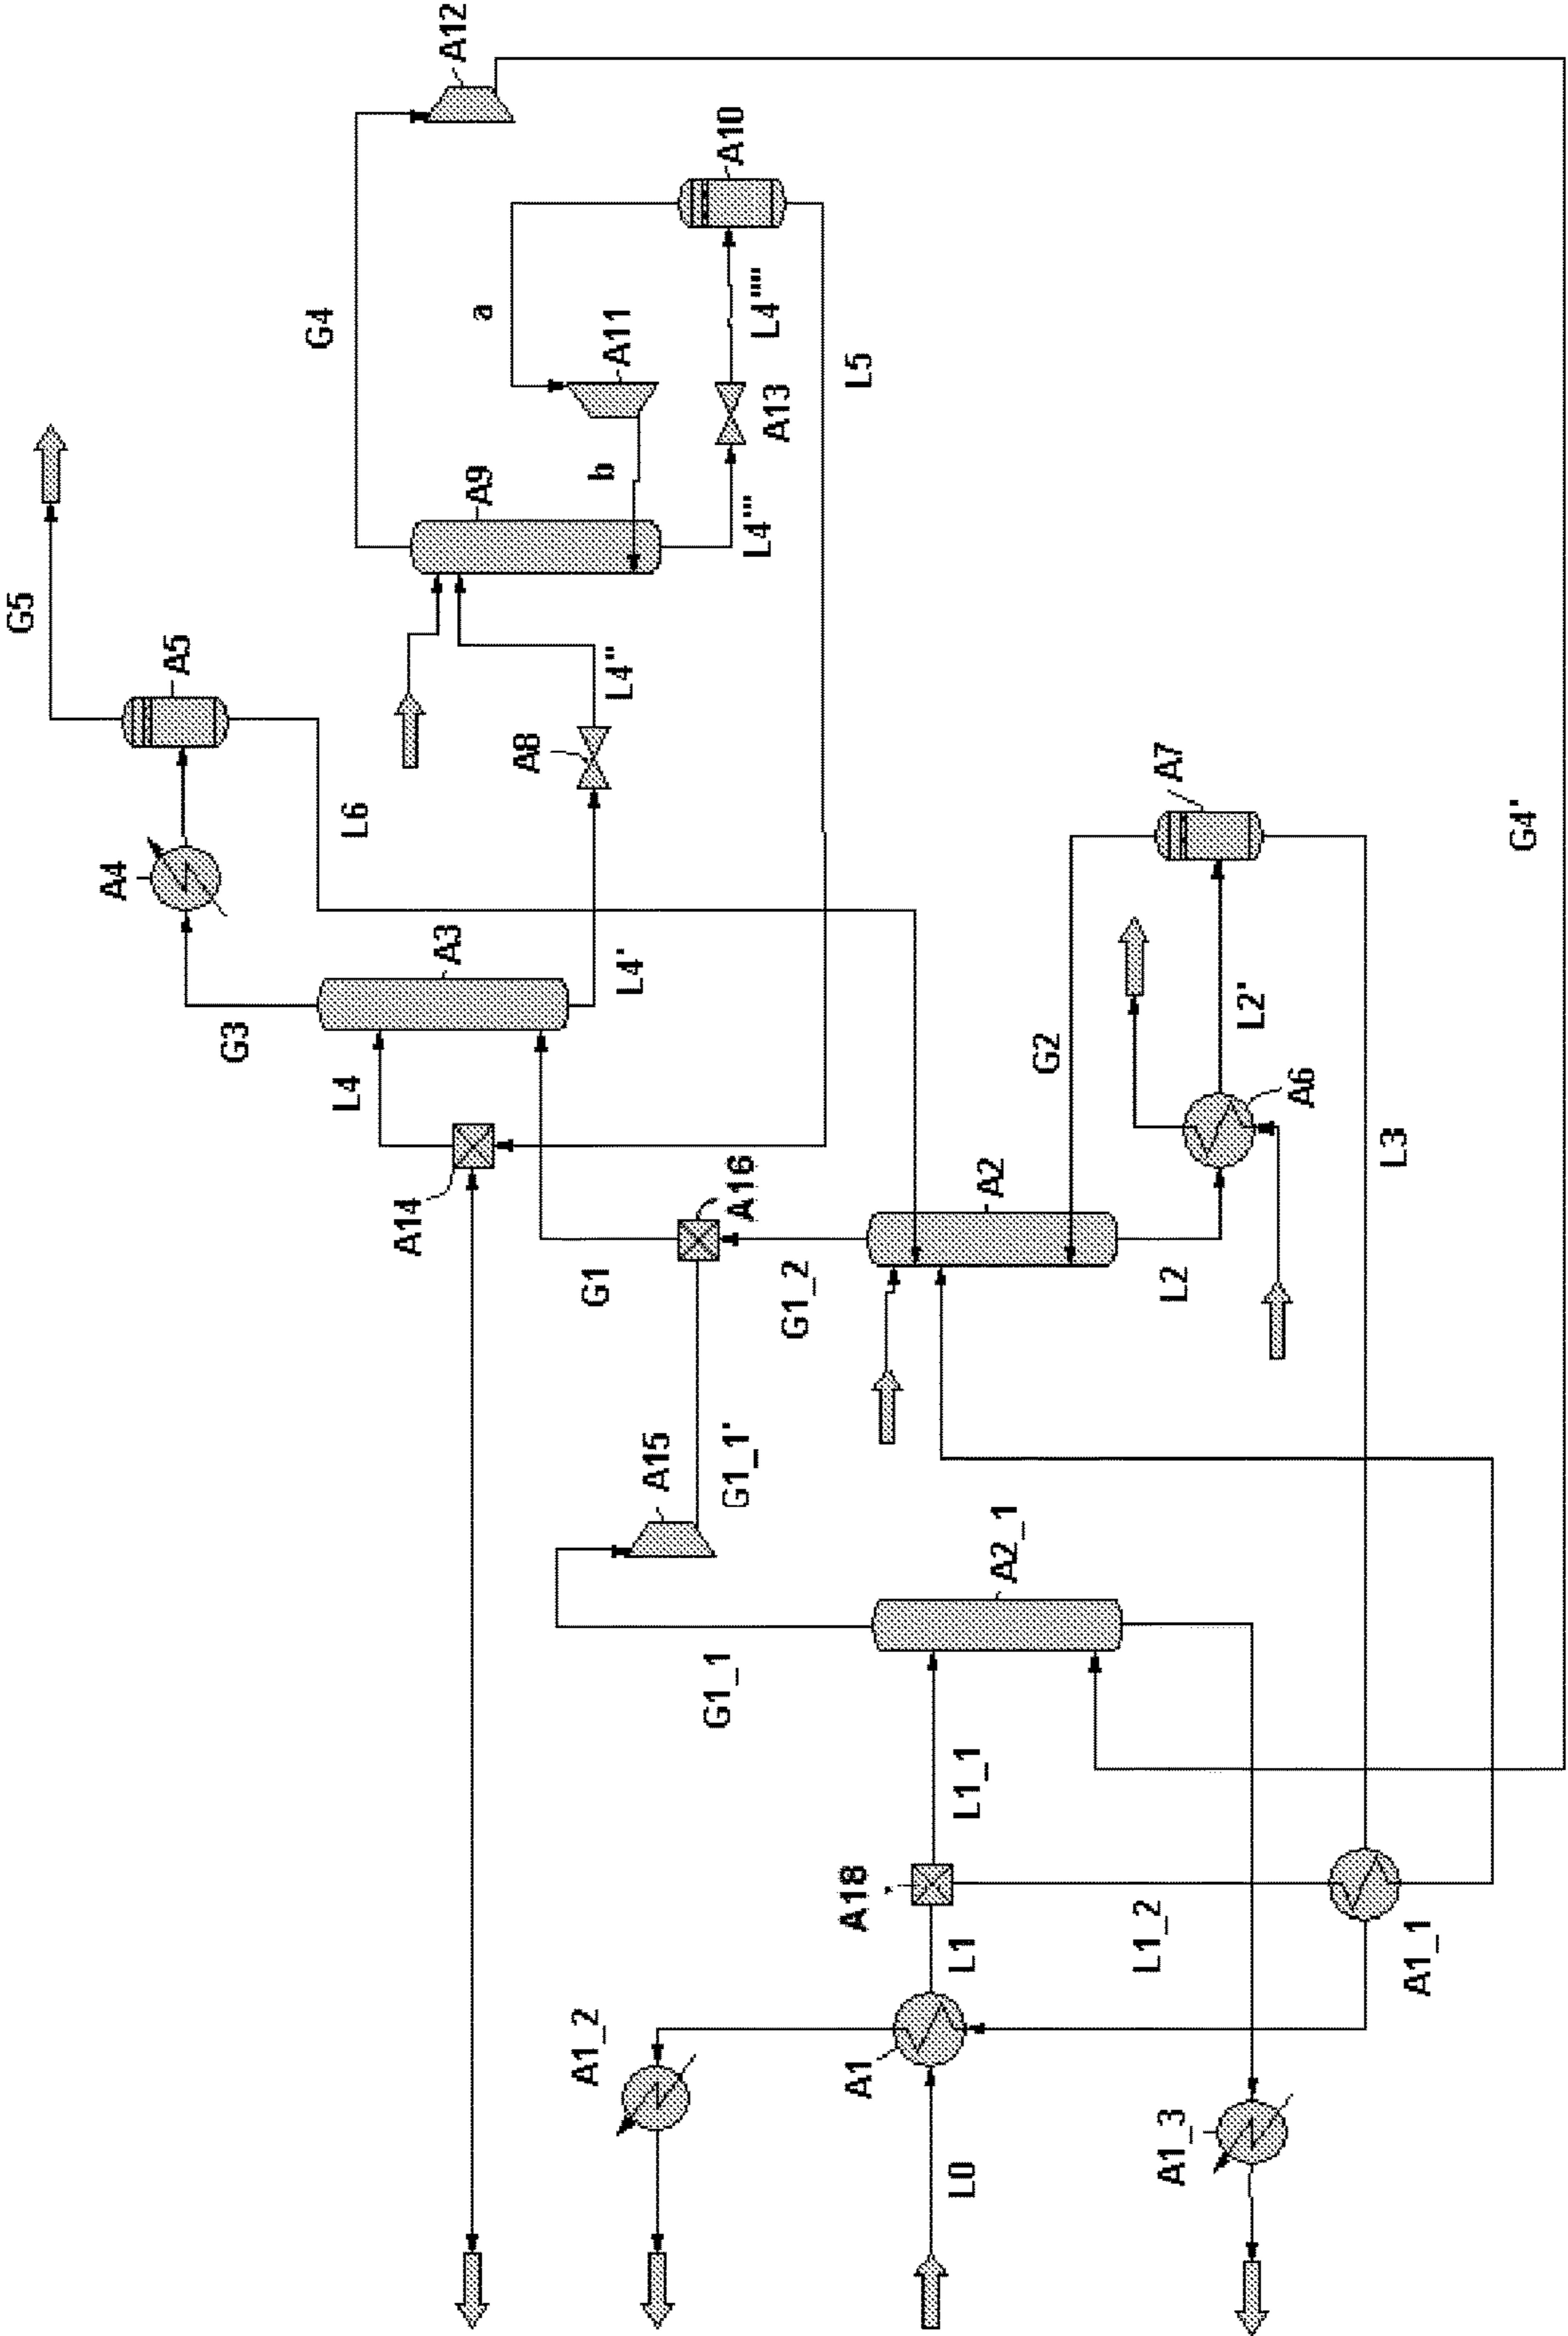 G5
A4
A5
G3
G4
L4
L6
A14
A3
A12
A9
a
A8
A1_2
G1
b
A11
L4''
L4'
A15
G1_1
A10
G1_1'
A16
L4'''
L4''''
A13
G1_2
A1
A18
L5
L0
L1
L1_1
A2_1
A2
G2
L1_2
A7
A1_3
L2
L2'
A6
L3
A1_1
G4'